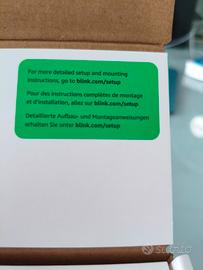 For more detailed setup and mounting
instructions, go to blink.com/setup
Pour des instructions complètes de montage
et d'installation, allez sur blink.com/setup
Detaillierte Aufbau- und Montageanweisungen
erhalten Sie unter blink.com/setup
Subito